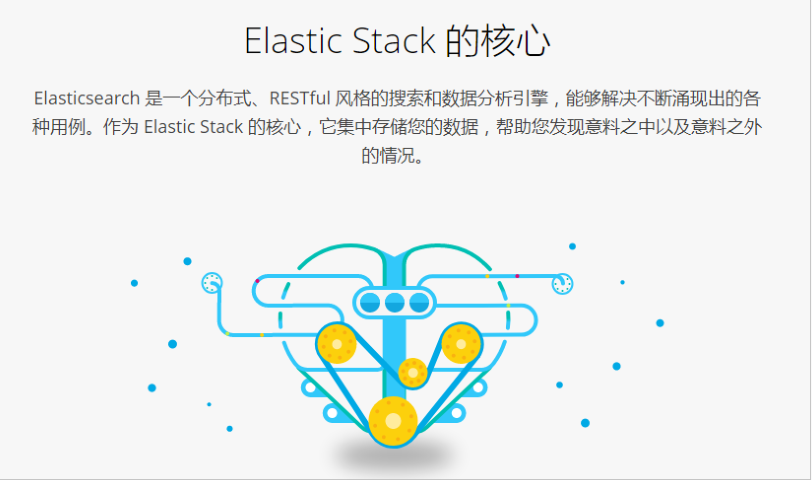 Elastic Stack 的核心
Elasticsearch 是一个分布式、RESTful 风格的搜索和数据分析引擎，能够解决不断涌现出的各
种用例。作为 Elastic Stack 的核心，它集中存储您的数据，帮助您发现意料之中以及意料之外
的情况。